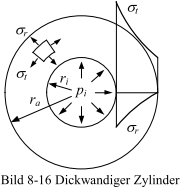 σt
σr
σt
ri
pi
ra
σr
Bild 8-16 Dickwandiger Zylinder